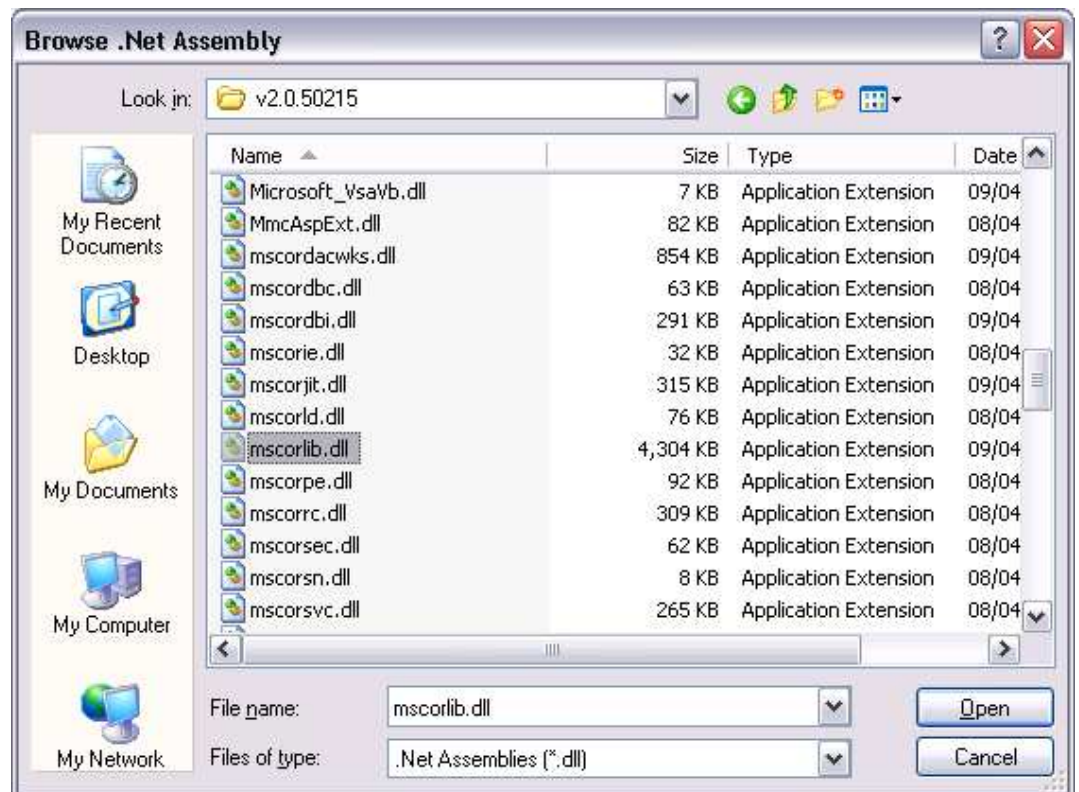 Browse .Net Assembly
Look in: v2.0.50215
Name Size Type Date
Microsoft_VsaVb.dll 7 KB Application Extension 09/04
MmcAspExt.dll 82 KB Application Extension 08/04
mscordacwks.dll 854 KB Application Extension 09/04
mscordbc.dll 63 KB Application Extension 08/04
mscordbi.dll 291 KB Application Extension 09/04
mscorie.dll 32 KB Application Extension 08/04
mscorjit.dll 315 KB Application Extension 09/04
mscorld.dll 76 KB Application Extension 08/04
mscorlib.dll 4,304 KB Application Extension 09/04
mscorpe.dll 92 KB Application Extension 08/04
mscorrc.dll 309 KB Application Extension 08/04
mscorsec.dll 62 KB Application Extension 08/04
mscorsn.dll 8 KB Application Extension 08/04
mscorsvc.dll 265 KB Application Extension 08/04
My Recent
Documents
Desktop
My Documents
My Computer
My Network
File name: mscorlib.dll Open
Files of type: .Net Assemblies (*.dll) Cancel